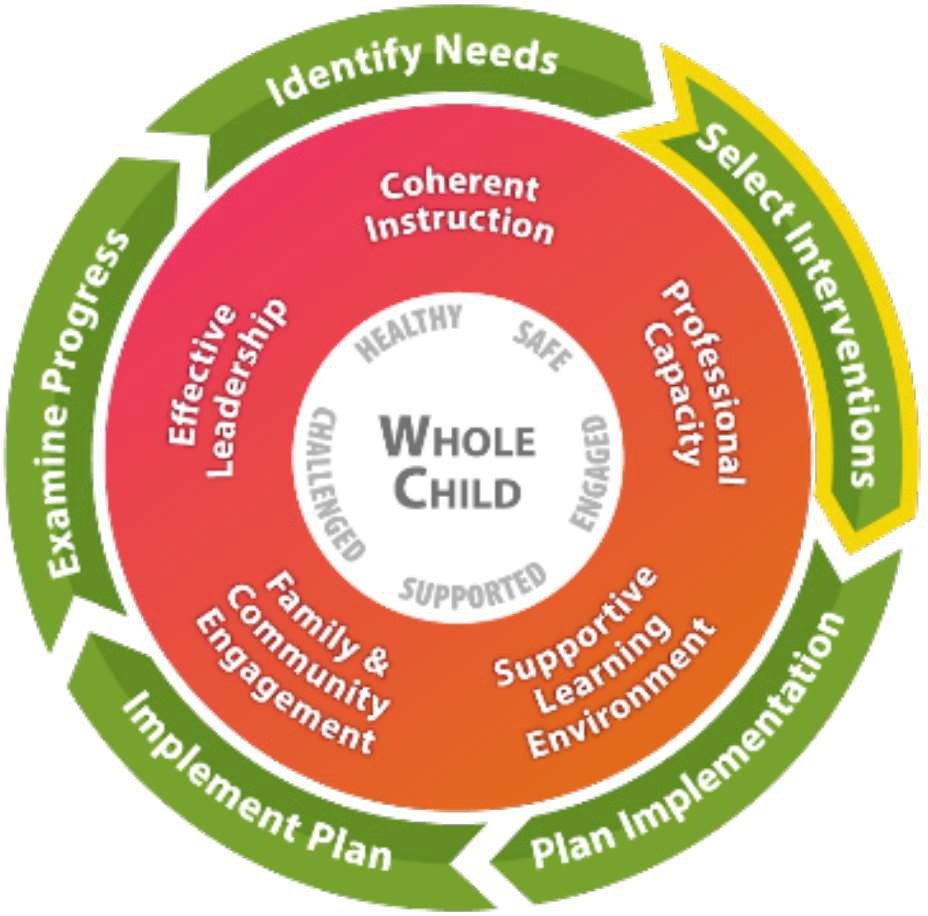 Identify Needs
Select Interventions
Plan Implementation
Implement Plan
Examine Progress
Coherent
Instruction
Professional
Capacity
Supportive
Learning
Environment
Family &
Community
Engagement
Effective
Leadership
HEALTHY
SAFE
ENGAGED
SUPPORTED
CHALLENGED
WHOLE
CHILD